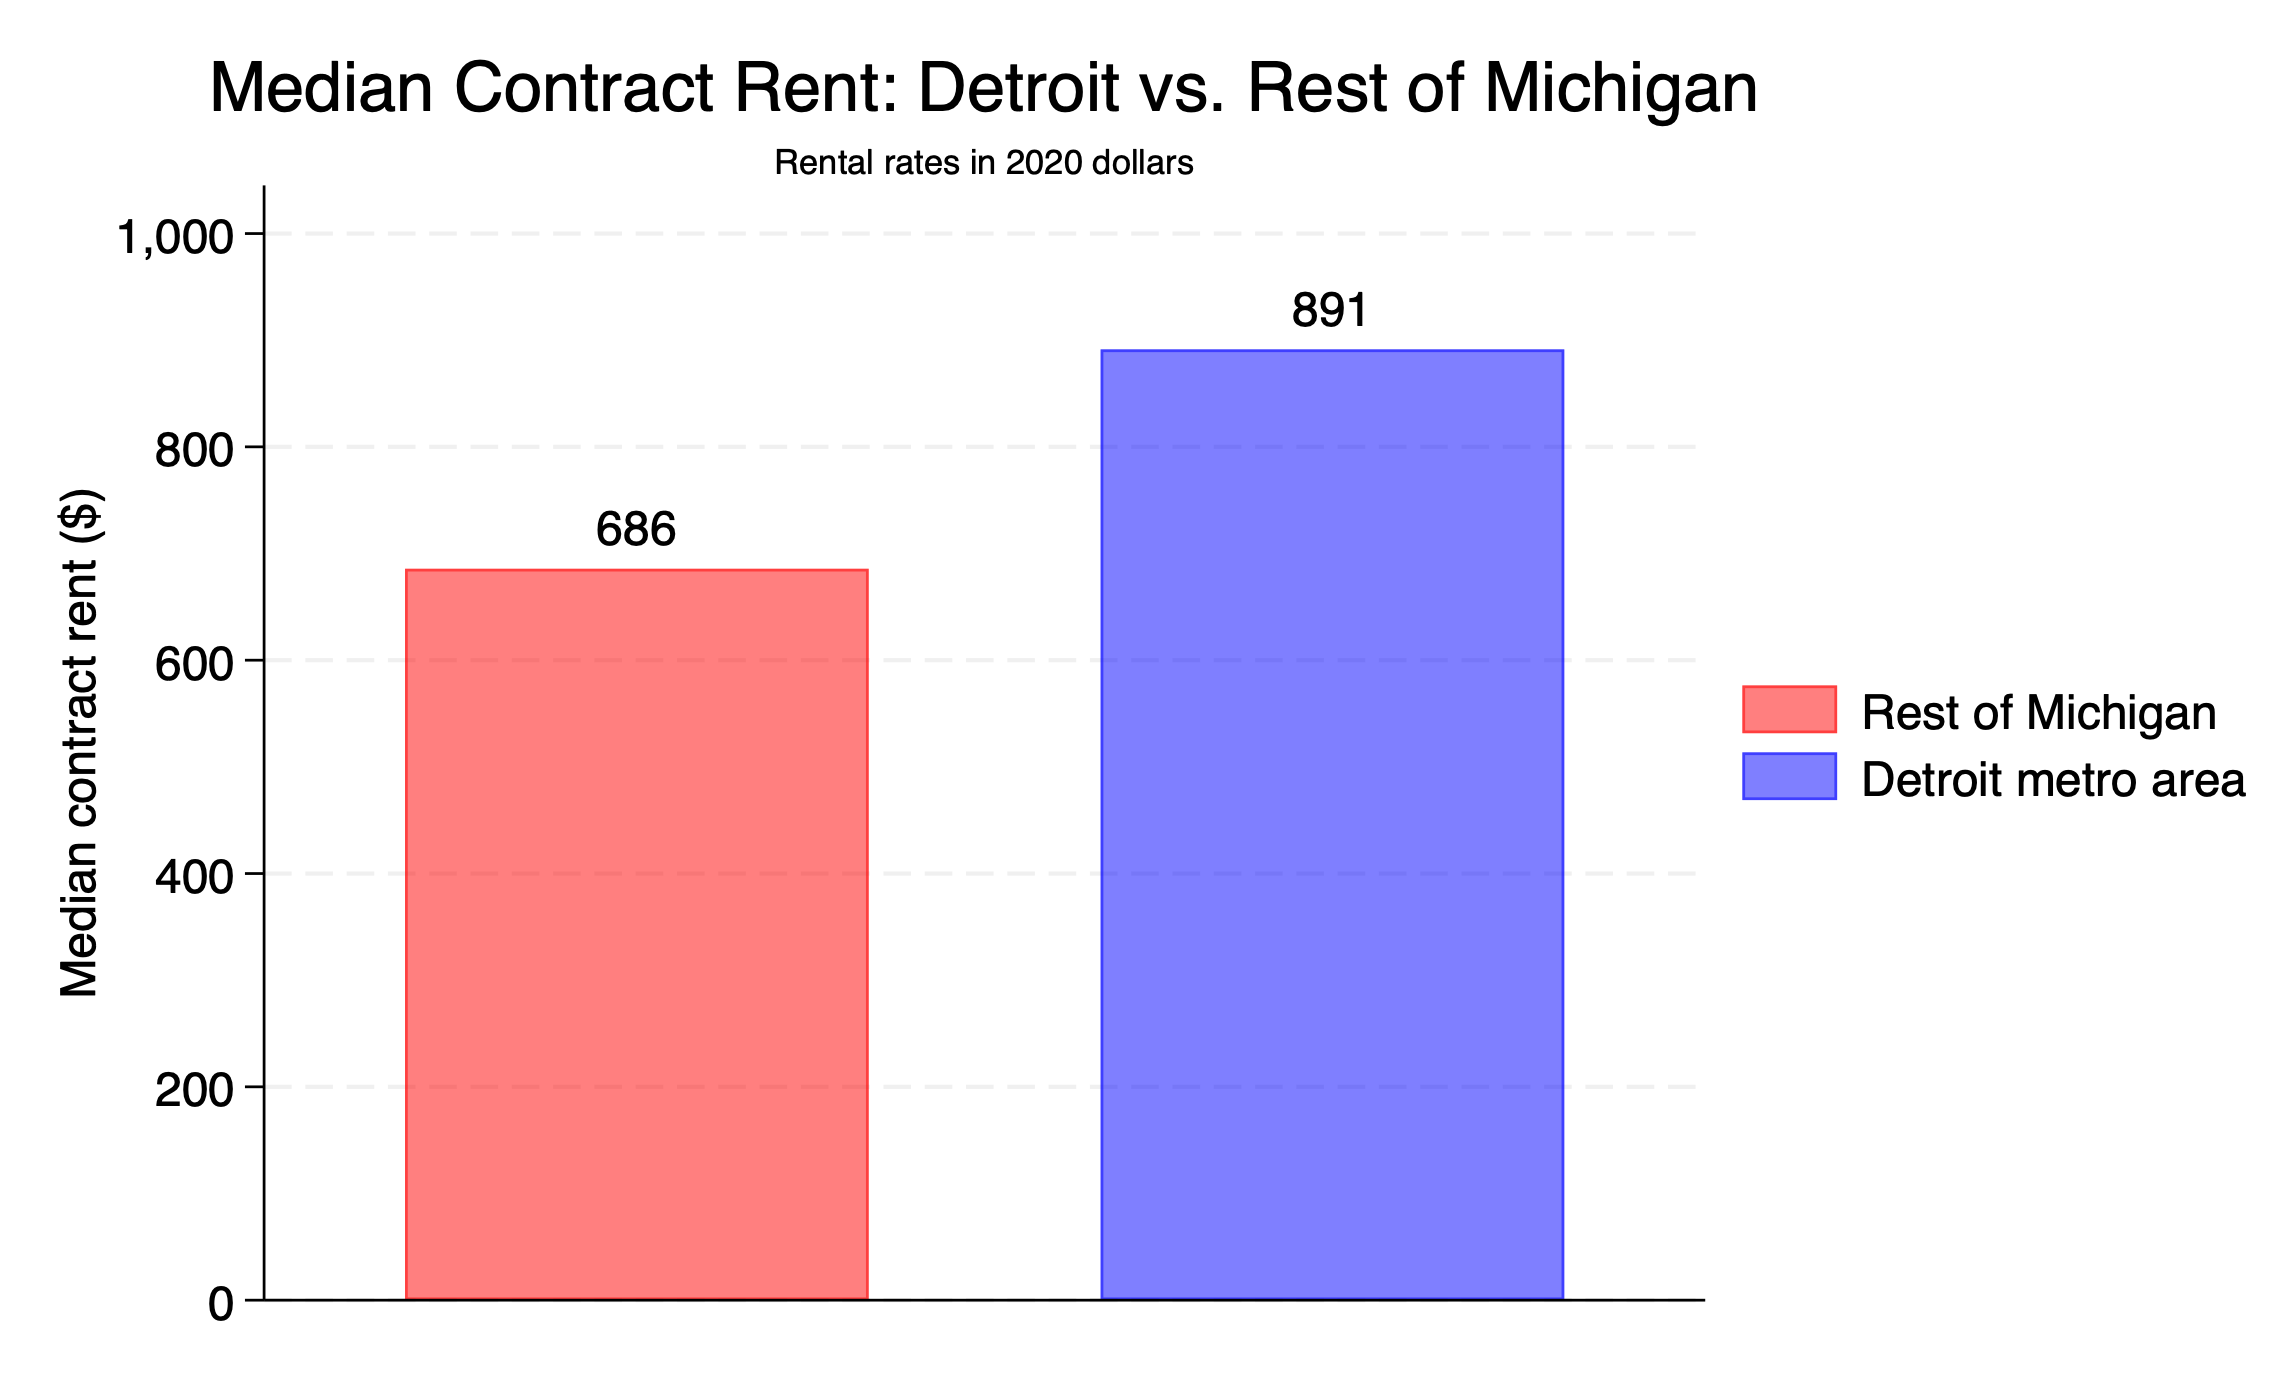 Median Contract Rent: Detroit vs. Rest of Michigan
Rental rates in 2020 dollars
Median contract rent ($)
1,000
800
600
400
200
0
686
891
Rest of Michigan
Detroit metro area